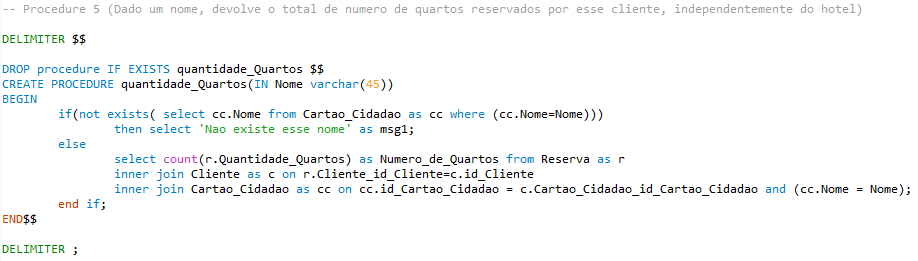 -- Procedure 5 (Dado um nome, devolve o total de numero de quartos reservados por esse cliente, independentemente do hotel)
DELIMITER $$
DROP procedure IF EXISTS quantidade_Quartos $$
CREATE PROCEDURE quantidade_Quartos(IN Nome varchar(45))
BEGIN
if(not exists( select cc.Nome from Cartao_Cidadao as cc where (cc.Nome=Nome)))
then select 'Nao existe esse nome' as msg1;
else
select count(r.Quantidade_Quartos) as Numero_de_Quartos from Reserva as r
inner join Cliente as c on r.Cliente_id_Cliente=c.id_Cliente
inner join Cartao_Cidadao as cc on cc.id_Cartao_Cidadao = c.Cartao_Cidadao_id_Cartao_Cidadao and (cc.Nome = Nome);
end if;
END$$
DELIMITER ;